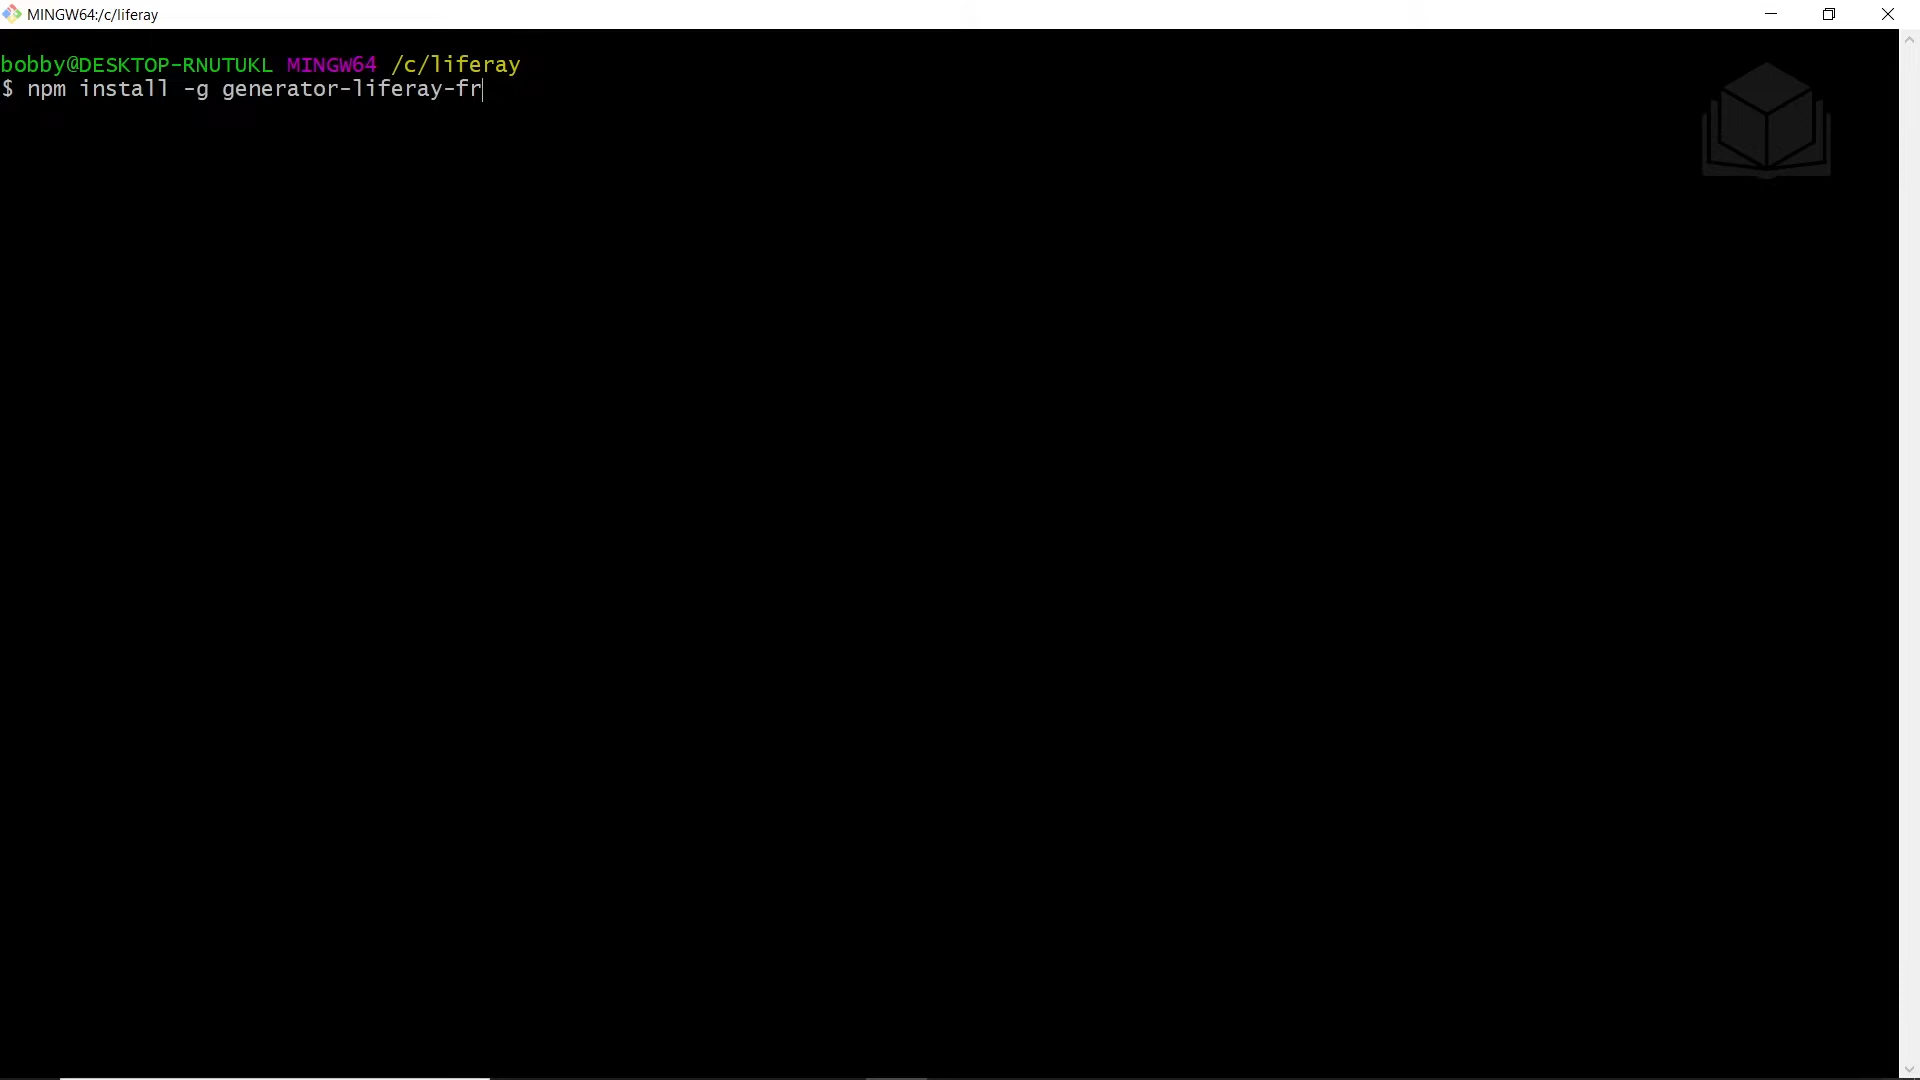 MINGW64:/c/liferay
bobby@DESKTOP-RNUTUKL MINGW64 /c/liferay
$ npm install -g generator-liferay-fr